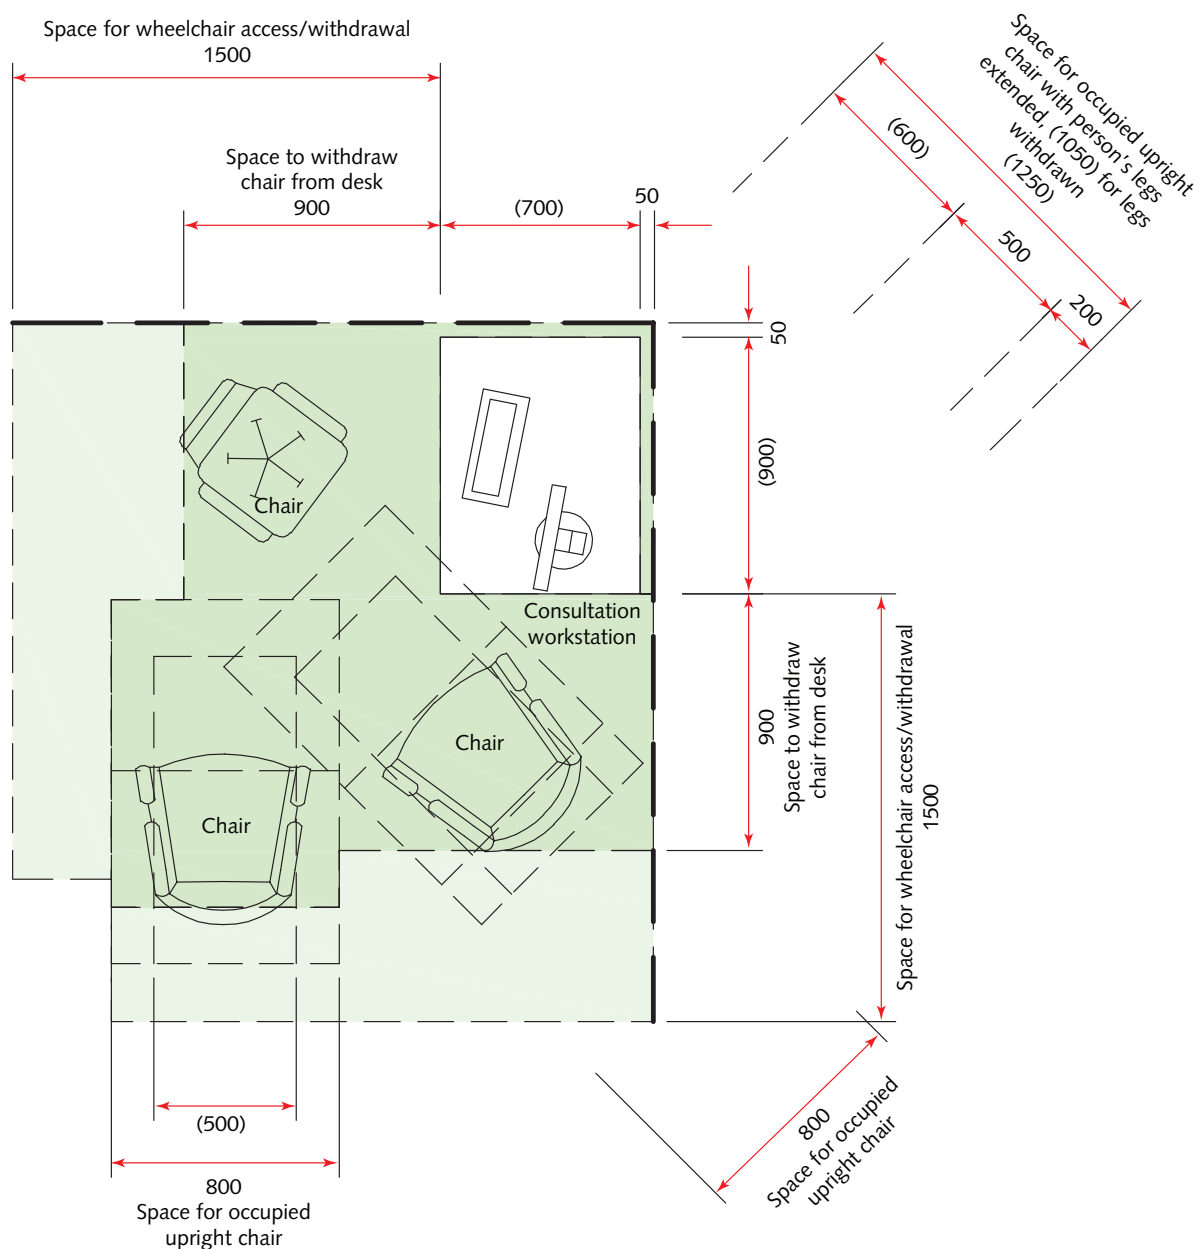 Space for wheelchair access/withdrawal
1500
Space to withdraw
chair from desk
900
(700)
50
Space for occupied upright
chair with person's legs
extended, (1050) for legs
withdrawn
(1250)
(600)
500
200
50
(900)
Chair
Consultation
workstation
Chair
Chair
900
Space to withdraw
chair from desk
Space for wheelchair access/withdrawal
1500
(500)
800
Space for occupied
upright chair
800
Space for occupied
upright chair